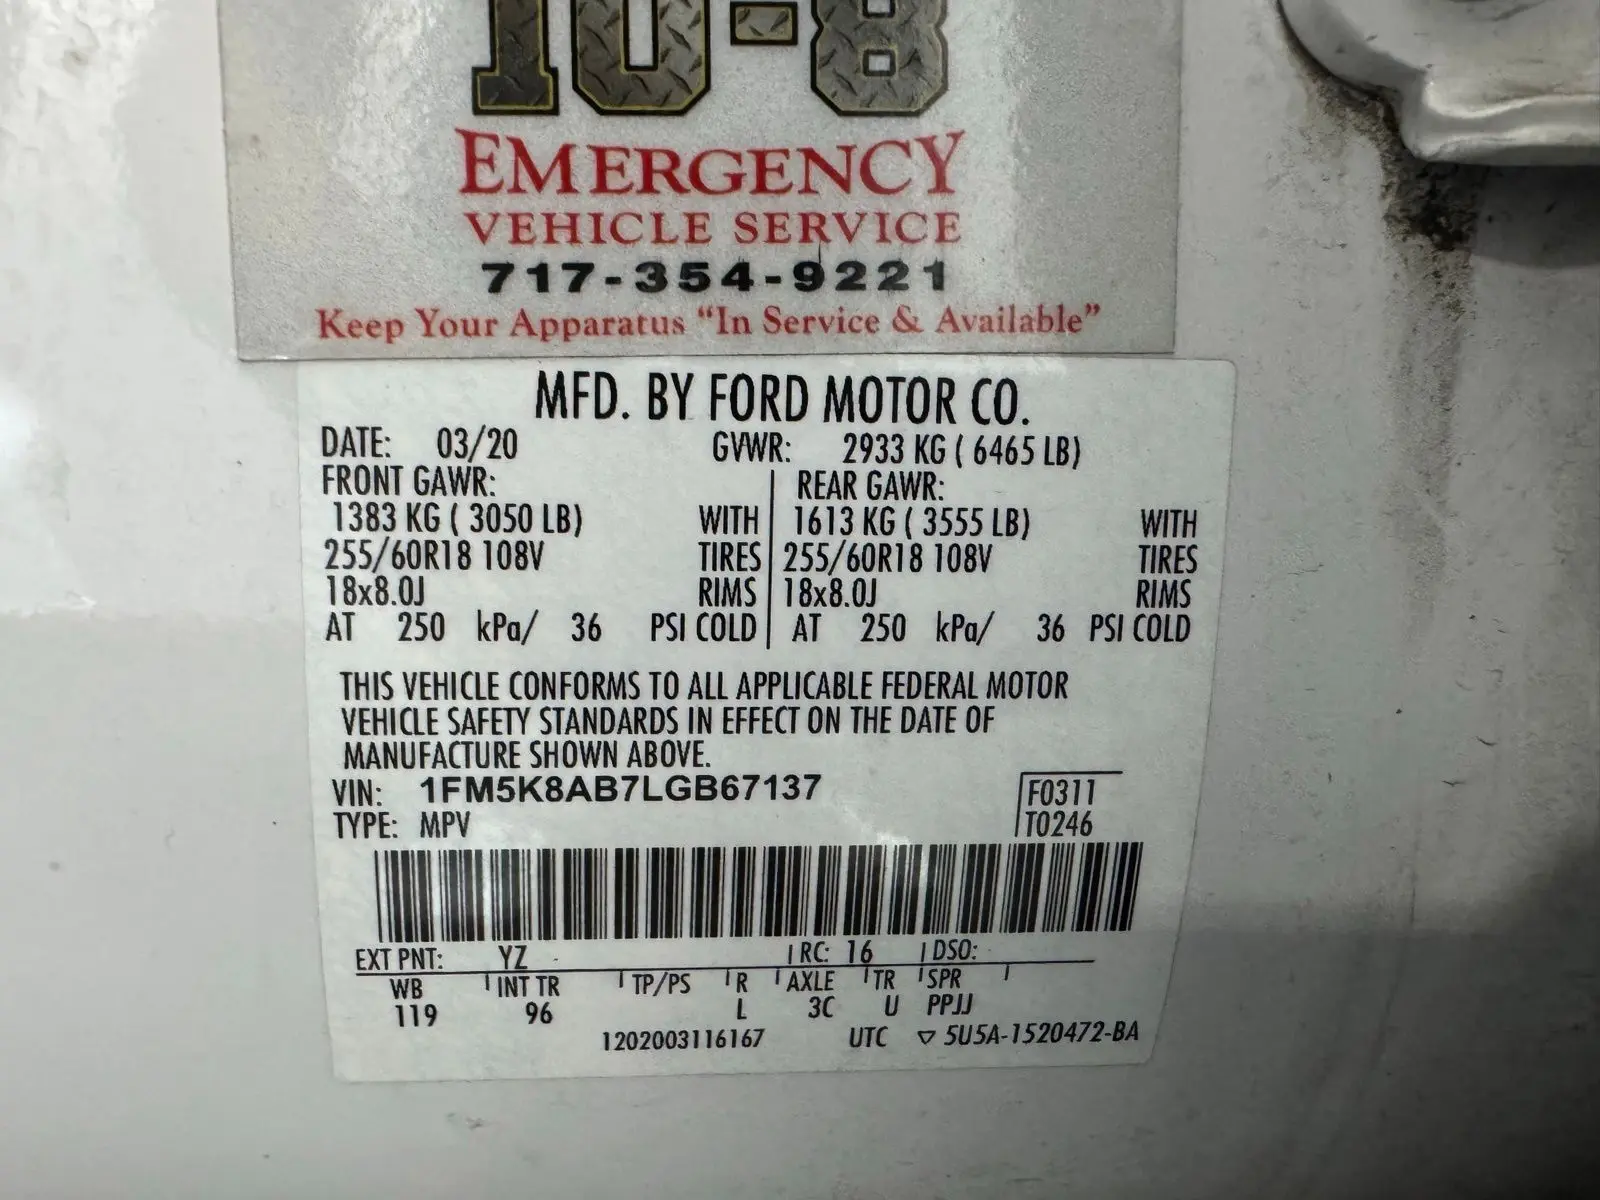 10-8
EMERGENCY
VEHICLE SERVICE
717-354-9221
Keep Your Apparatus "In Service & Available"
MFD. BY FORD MOTOR CO.
DATE: 03/20 GVWR: 2933 KG ( 6465 LB)
FRONT GAWR: REAR GAWR:
1383 KG ( 3050 LB) WITH 1613 KG ( 3555 LB) WITH
255/60R18 108V TIRES 255/60R18 108V TIRES
18x8.0J RIMS 18x8.0J RIMS
AT 250 kPa/ 36 PSI COLD AT 250 kPa/ 36 PSI COLD
THIS VEHICLE CONFORMS TO ALL APPLICABLE FEDERAL MOTOR
VEHICLE SAFETY STANDARDS IN EFFECT ON THE DATE OF
MANUFACTURE SHOWN ABOVE.
VIN: 1FM5K8AB7LGB67137 F0311
TYPE: MPV T0246
EXT PNT: YZ RC: 16 DSO:
WB INT TR TP/PS R AXLE TR SPR
119 96 L 3C U PPJJ
1202003116167 UTC ▽ 5U5A-1520472-BA